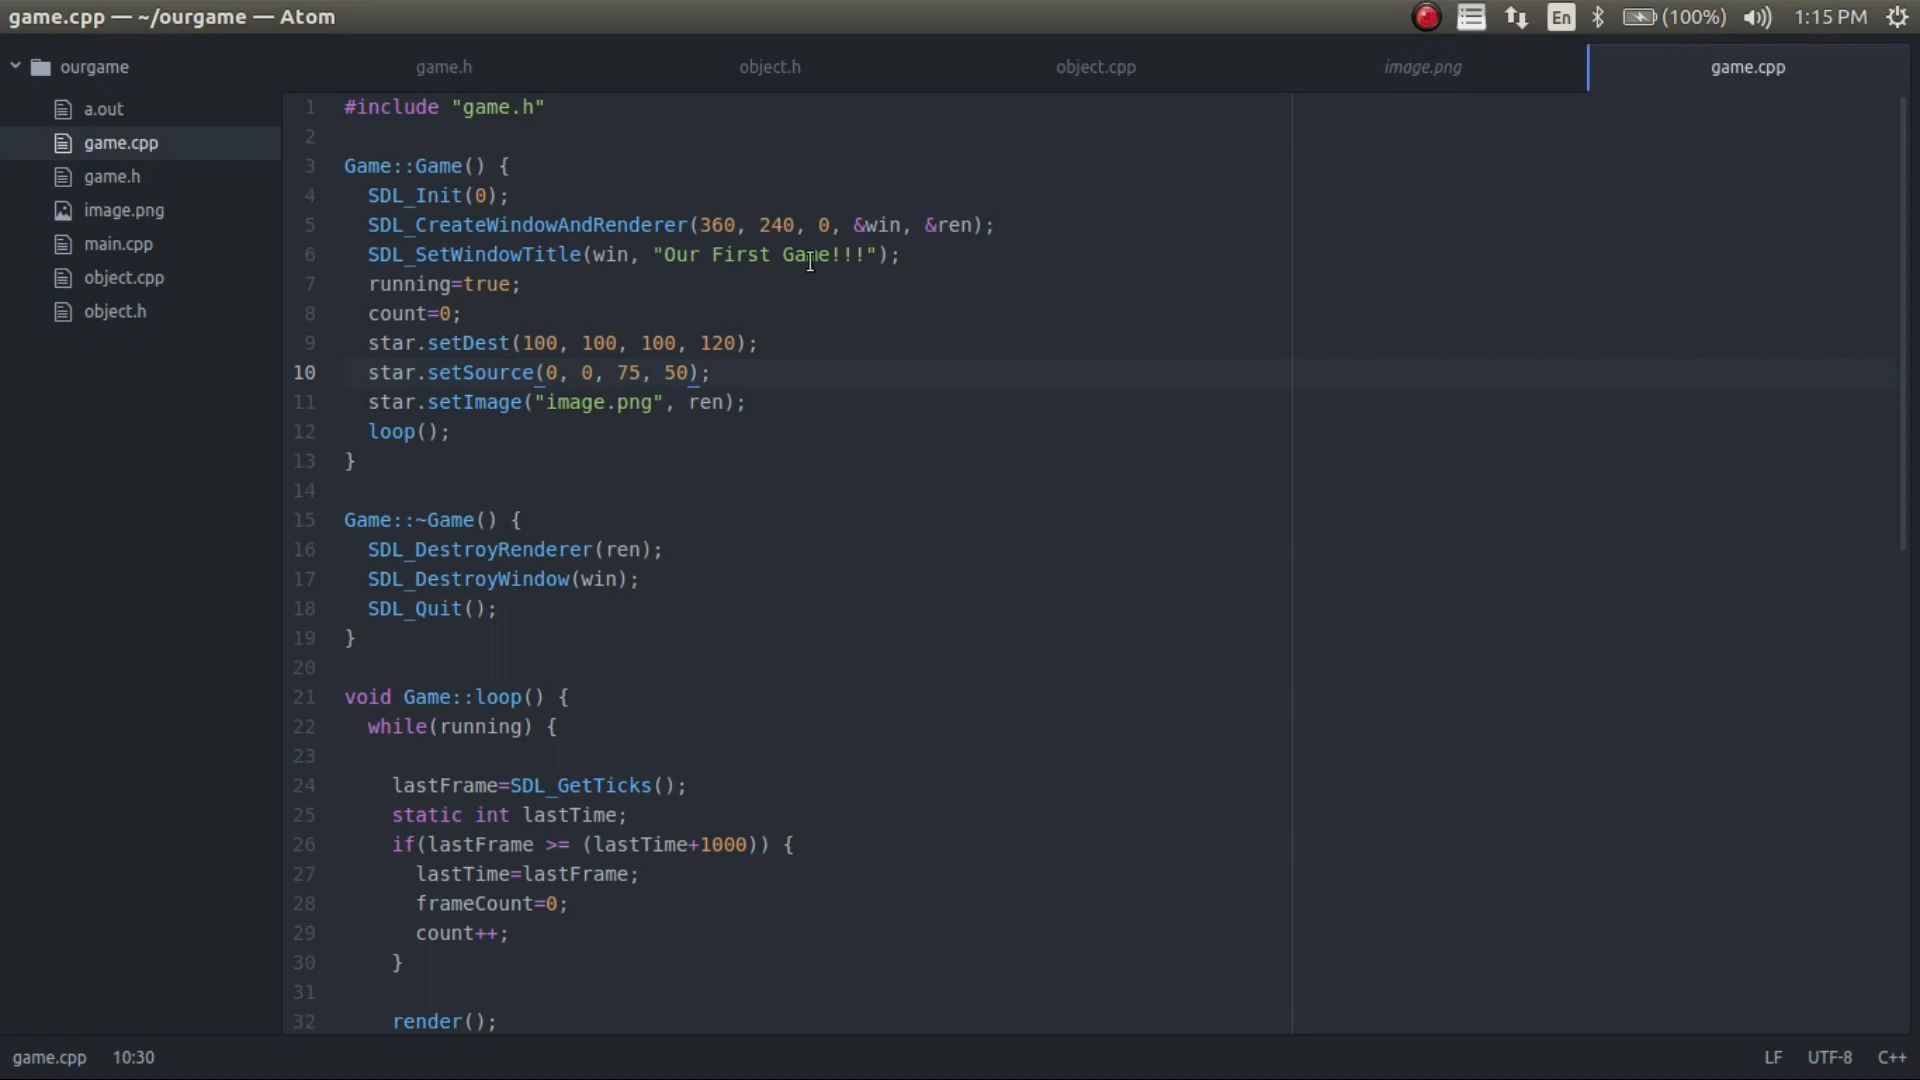 game.cpp — ~/ourgame — Atom
En
(100%)
1:15 PM
ourgame
game.h
object.h
object.cpp
image.png
game.cpp
a.out
game.cpp
game.h
image.png
main.cpp
object.cpp
object.h
1 #include "game.h"
2
3 Game::Game() {
4 SDL_Init(0);
5 SDL_CreateWindowAndRenderer(360, 240, 0, &win, &ren);
6 SDL_SetWindowTitle(win, "Our First Game!!!");
7 running=true;
8 count=0;
9 star.setDest(100, 100, 100, 120);
10 star.setSource(0, 0, 75, 50);
11 star.setImage("image.png", ren);
12 loop();
13 }
14
15 Game::~Game() {
16 SDL_DestroyRenderer(ren);
17 SDL_DestroyWindow(win);
18 SDL_Quit();
19 }
20
21 void Game::loop() {
22 while(running) {
23
24 lastFrame=SDL_GetTicks();
25 static int lastTime;
26 if(lastFrame >= (lastTime+1000)) {
27 lastTime=lastFrame;
28 frameCount=0;
29 count++;
30 }
31
32 render();
game.cpp 10:30
LF UTF-8 C++